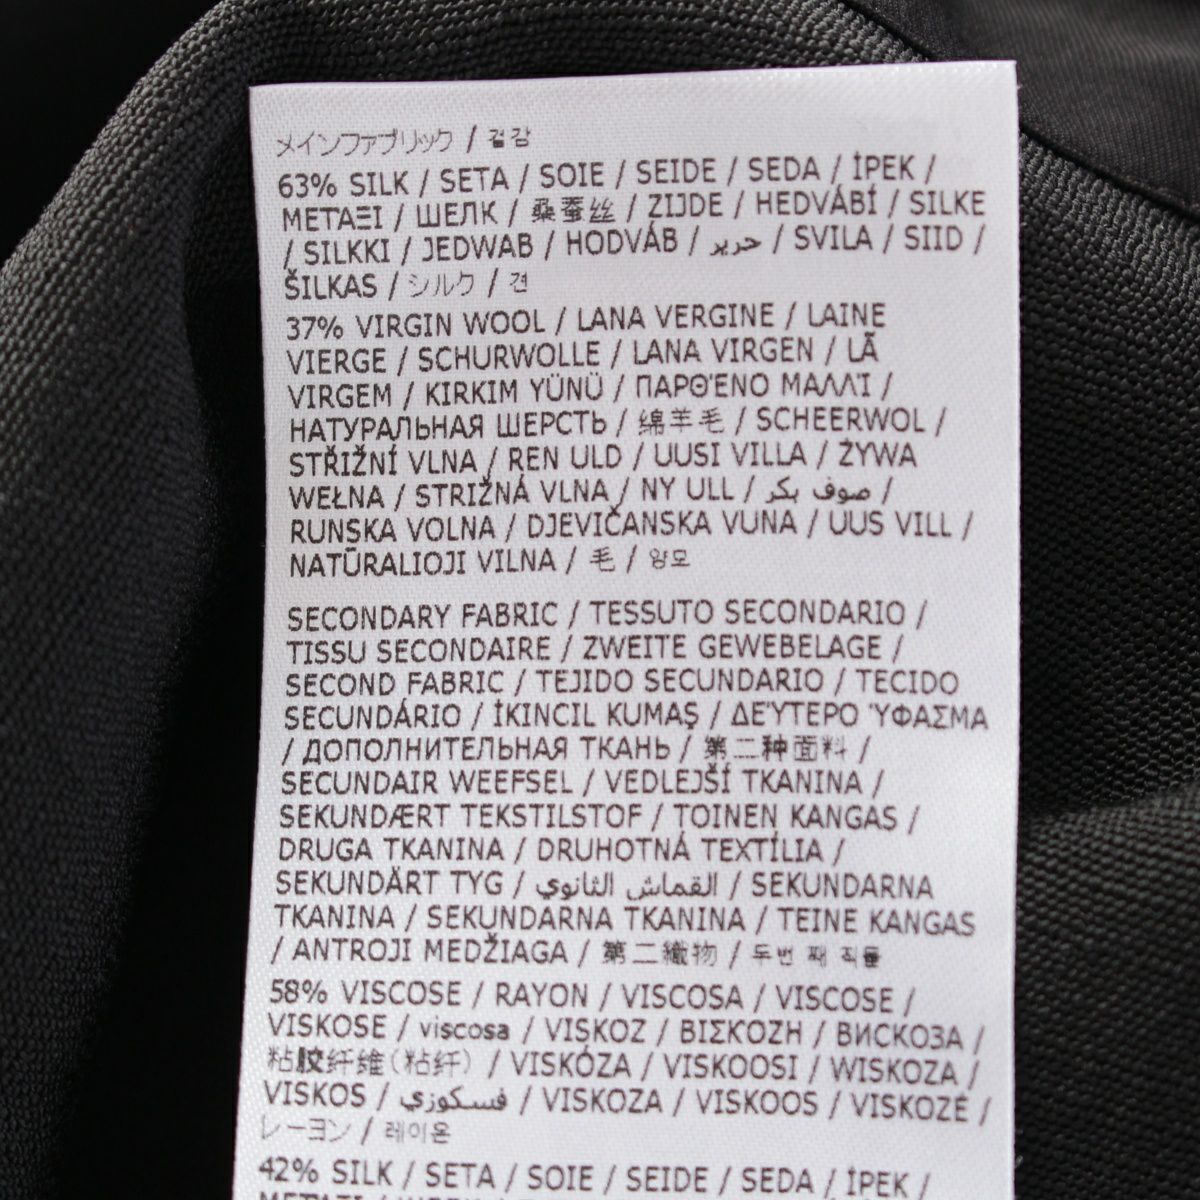 メインファブリック / 겉감
63% SILK / SETA / SOIE / SEIDE / SEDA / İPEK /
ΜΕΤΑΞΙ / ШЕЛК / 桑蚕丝 / ZIJDE / HEDVÁBÍ / SILKE
/ SILKKI / JEDWAB / HODVÁB / حرير / SVILA / SIID /
ŠILKAS / シルク / 견
37% VIRGIN WOOL / LANA VERGINE / LAINE
VIERGE / SCHURWOLLE / LANA VIRGEN / LÃ
VIRGEM / KIRKIM YÜNÜ / ΠΑΡΘΈΝΟ ΜΑΛΛΊ /
НАТУРАЛЬНАЯ ШЕРСТЬ / 绵羊毛 / SCHEERWOL /
STŘIŽNÍ VLNA / REN ULD / UUSI VILLA / ŻYWA
WEŁNA / STRIŽNÁ VLNA / NY ULL / صوف بكر /
RUNSKA VOLNA / DJEVIČANSKA VUNA / UUS VILL /
NATŪRALIOJI VILNA / 毛 / 양모
SECONDARY FABRIC / TESSUTO SECONDARIO /
TISSU SECONDAIRE / ZWEITE GEWEBELAGE /
SECOND FABRIC / TEJIDO SECUNDARIO / TECIDO
SECUNDÁRIO / İKINCIL KUMAŞ / ΔΕΎΤΕΡΟ ΎΦΑΣΜΑ
/ ДОПОЛНИТЕЛЬНАЯ ТКАНЬ / 第二种面料 /
SECUNDAIR WEEFSEL / VEDLEJŠÍ TKANINA /
SEKUNDÆRT TEKSTILSTOF / TOINEN KANGAS /
DRUGA TKANINA / DRUHOTNÁ TEXTÍLIA /
SEKUNDÄRT TYG / القماش الثانوي / SEKUNDARNA
TKANINA / SEKUNDARNA TKANINA / TEINE KANGAS
/ ANTROJI MEDŽIAGA / 第二織物 / 두번 째 직물
58% VISCOSE / RAYON / VISCOSA / VISCOSE /
VISKOSE / viscosa / VISKOZ / ΒΙΣΚΟΖΗ / ВИСКОЗА /
粘胶纤维(粘纤) / VISKÓZA / VISKOOSI / WISKOZA /
VISKOS / فسكوزي / VISKOZA / VISKOOS / VISKOZĖ /
レーヨン / 레이온
42% SILK / SETA / SOIE / SEIDE / SEDA / İPEK /